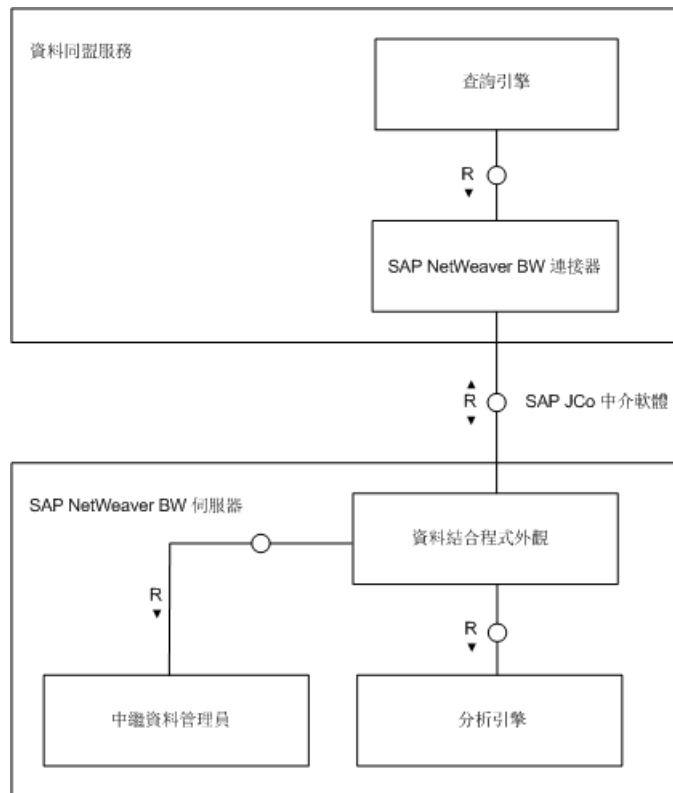 資料同盟服務
查詢引擎
R
▼
SAP NetWeaver BW 連接器
▲
R
▼
SAP JCo 中介軟體
SAP NetWeaver BW 伺服器
資料結合程式外觀
R
▼
R
▼
中繼資料管理員
分析引擎